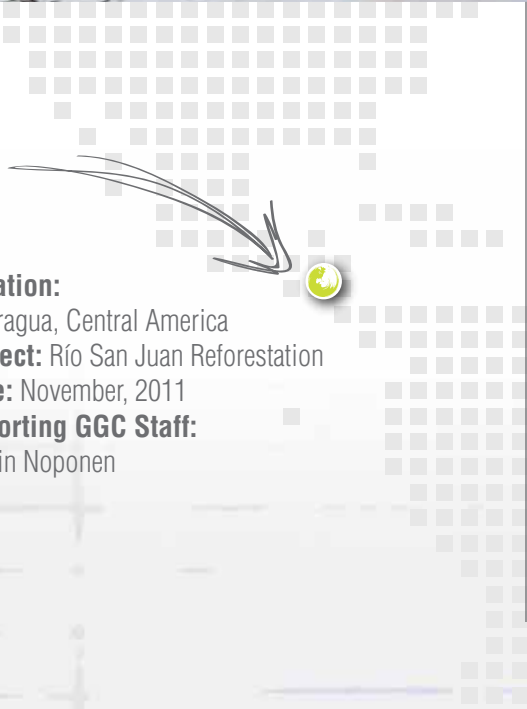 ation:
ragua, Central America
ect: Río San Juan Reforestation
e: November, 2011
orting GGC Staff:
in Noponen